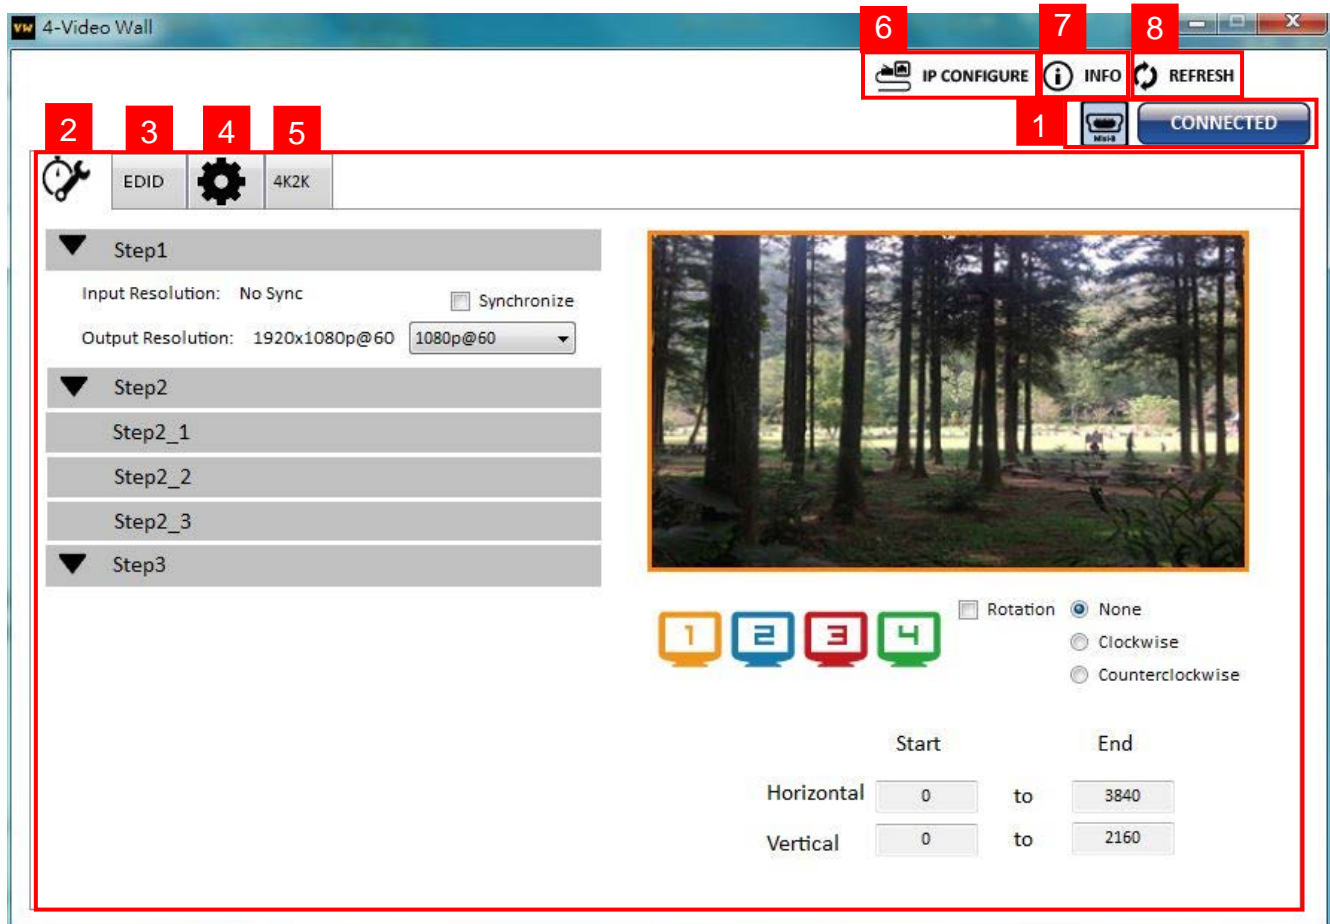 VW 4-Video Wall
6 7 8
IP CONFIGURE INFO REFRESH
1 Mini-B CONNECTED
2 3 4 5
EDID 4K2K
Step1
Input Resolution: No Sync Synchronize
Output Resolution: 1920x1080p@60 1080p@60
Step2
Step2_1
Step2_2
Step2_3
Step3
1 2 3 4
Rotation None
Clockwise
Counterclockwise
Start End
Horizontal 0 to 3840
Vertical 0 to 2160